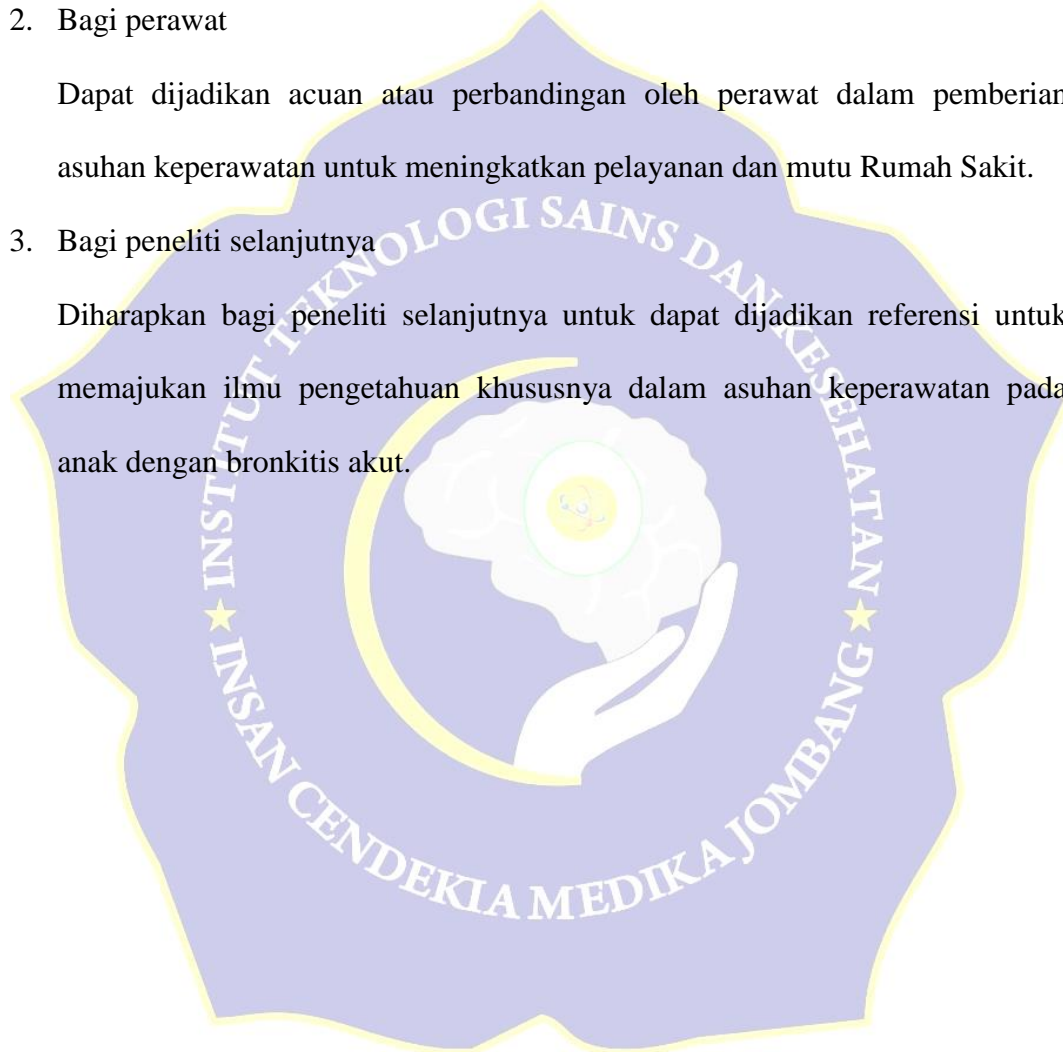 2. Bagi perawat
Dapat dijadikan acuan atau perbandingan oleh perawat dalam pemberian
asuhan keperawatan untuk meningkatkan pelayanan dan mutu Rumah Sakit.
3. Bagi peneliti selanjutnya
Diharapkan bagi peneliti selanjutnya untuk dapat dijadikan referensi untuk
memajukan ilmu pengetahuan khususnya dalam asuhan keperawatan pada
anak dengan bronkitis akut.
INSTITUT TEKNOLOGI SAINS DAN KESEHATAN
INSAN CENDEKIA MEDIKA JOMBANG